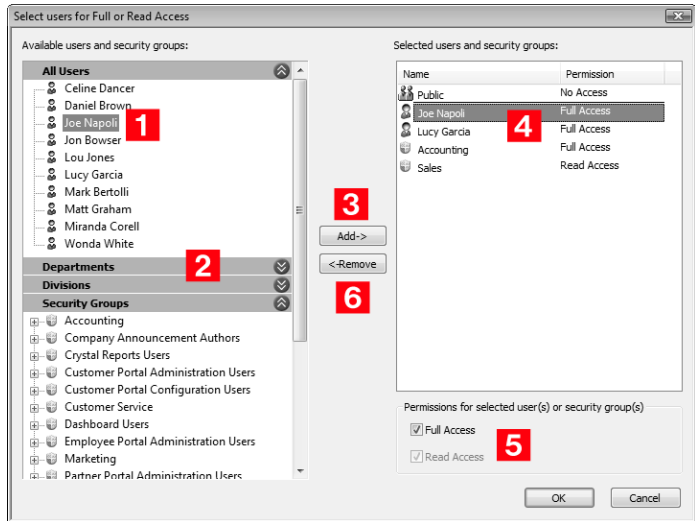 Select users for Full or Read Access
Available users and security groups:
All Users
Celine Dancer
Daniel Brown
Joe Napoli
1
Jon Bowser
Lou Jones
Lucy Garcia
Mark Bertolli
Matt Graham
Miranda Corell
Wonda White
Departments
2
Divisions
Security Groups
Accounting
Company Announcement Authors
Crystal Reports Users
Customer Portal Administration Users
Customer Portal Configuration Users
Customer Service
Dashboard Users
Employee Portal Administration Users
Marketing
Partner Portal Administration Users
3
Add->
<-Remove
6
Selected users and security groups:
Name Permission
Public No Access
Joe Napoli Full Access
4
Lucy Garcia Full Access
Accounting Full Access
Sales Read Access
Permissions for selected user(s) or security group(s)
Full Access
5
Read Access
OK Cancel